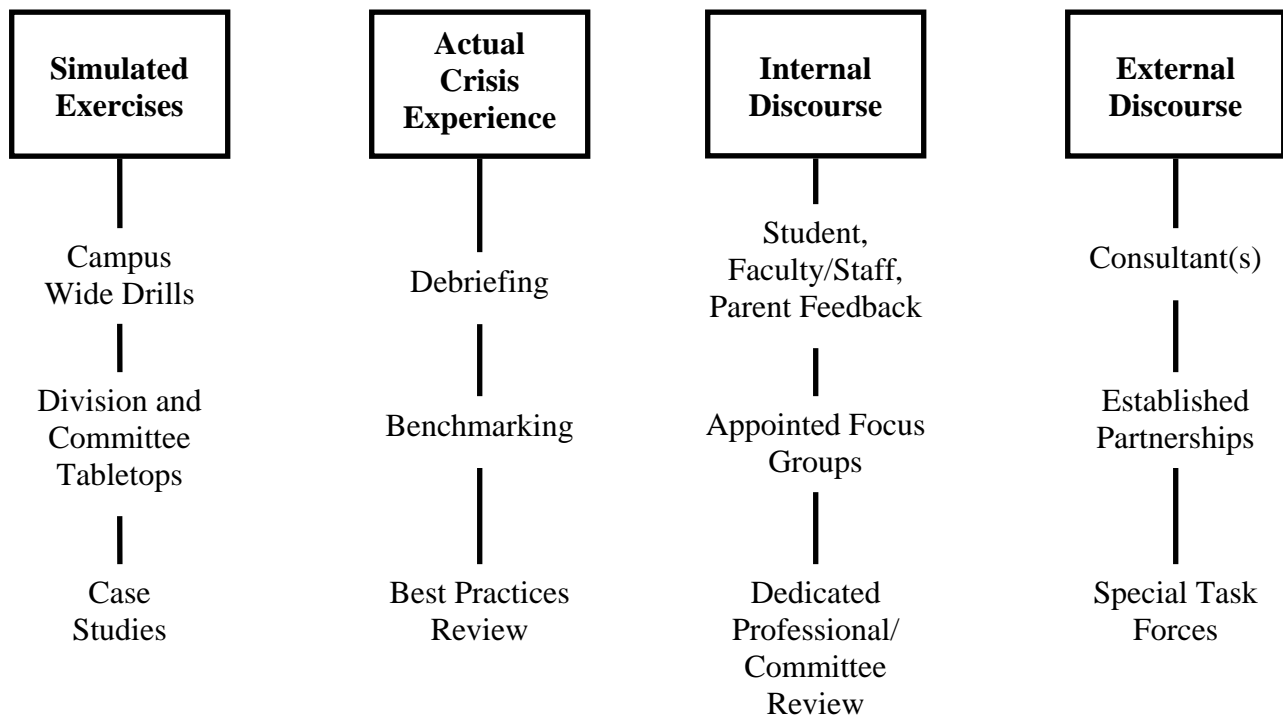 Simulated
Exercises
Campus
Wide Drills
Division and
Committee
Tabletops
Case
Studies
Actual
Crisis
Experience
Debriefing
Benchmarking
Best Practices
Review
Internal
Discourse
Student,
Faculty/Staff,
Parent Feedback
Appointed Focus
Groups
Dedicated
Professional/
Committee
Review
External
Discourse
Consultant(s)
Established
Partnerships
Special Task
Forces